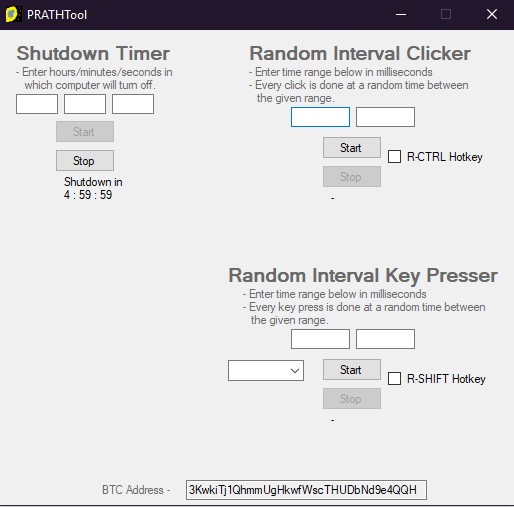 PRATHTool
Shutdown Timer
- Enter hours/minutes/seconds in
which computer will turn off.
Start
Stop
Shutdown in
4 : 59 : 59
Random Interval Clicker
- Enter time range below in milliseconds
- Every click is done at a random time between
the given range.
Start
R-CTRL Hotkey
Stop
-
Random Interval Key Presser
- Enter time range below in milliseconds
- Every key press is done at a random time between
the given range.
Start
R-SHIFT Hotkey
Stop
-
BTC Address - 3KwkiTj1QhmmUgHkwfWscTHUDbNd9e4QQH